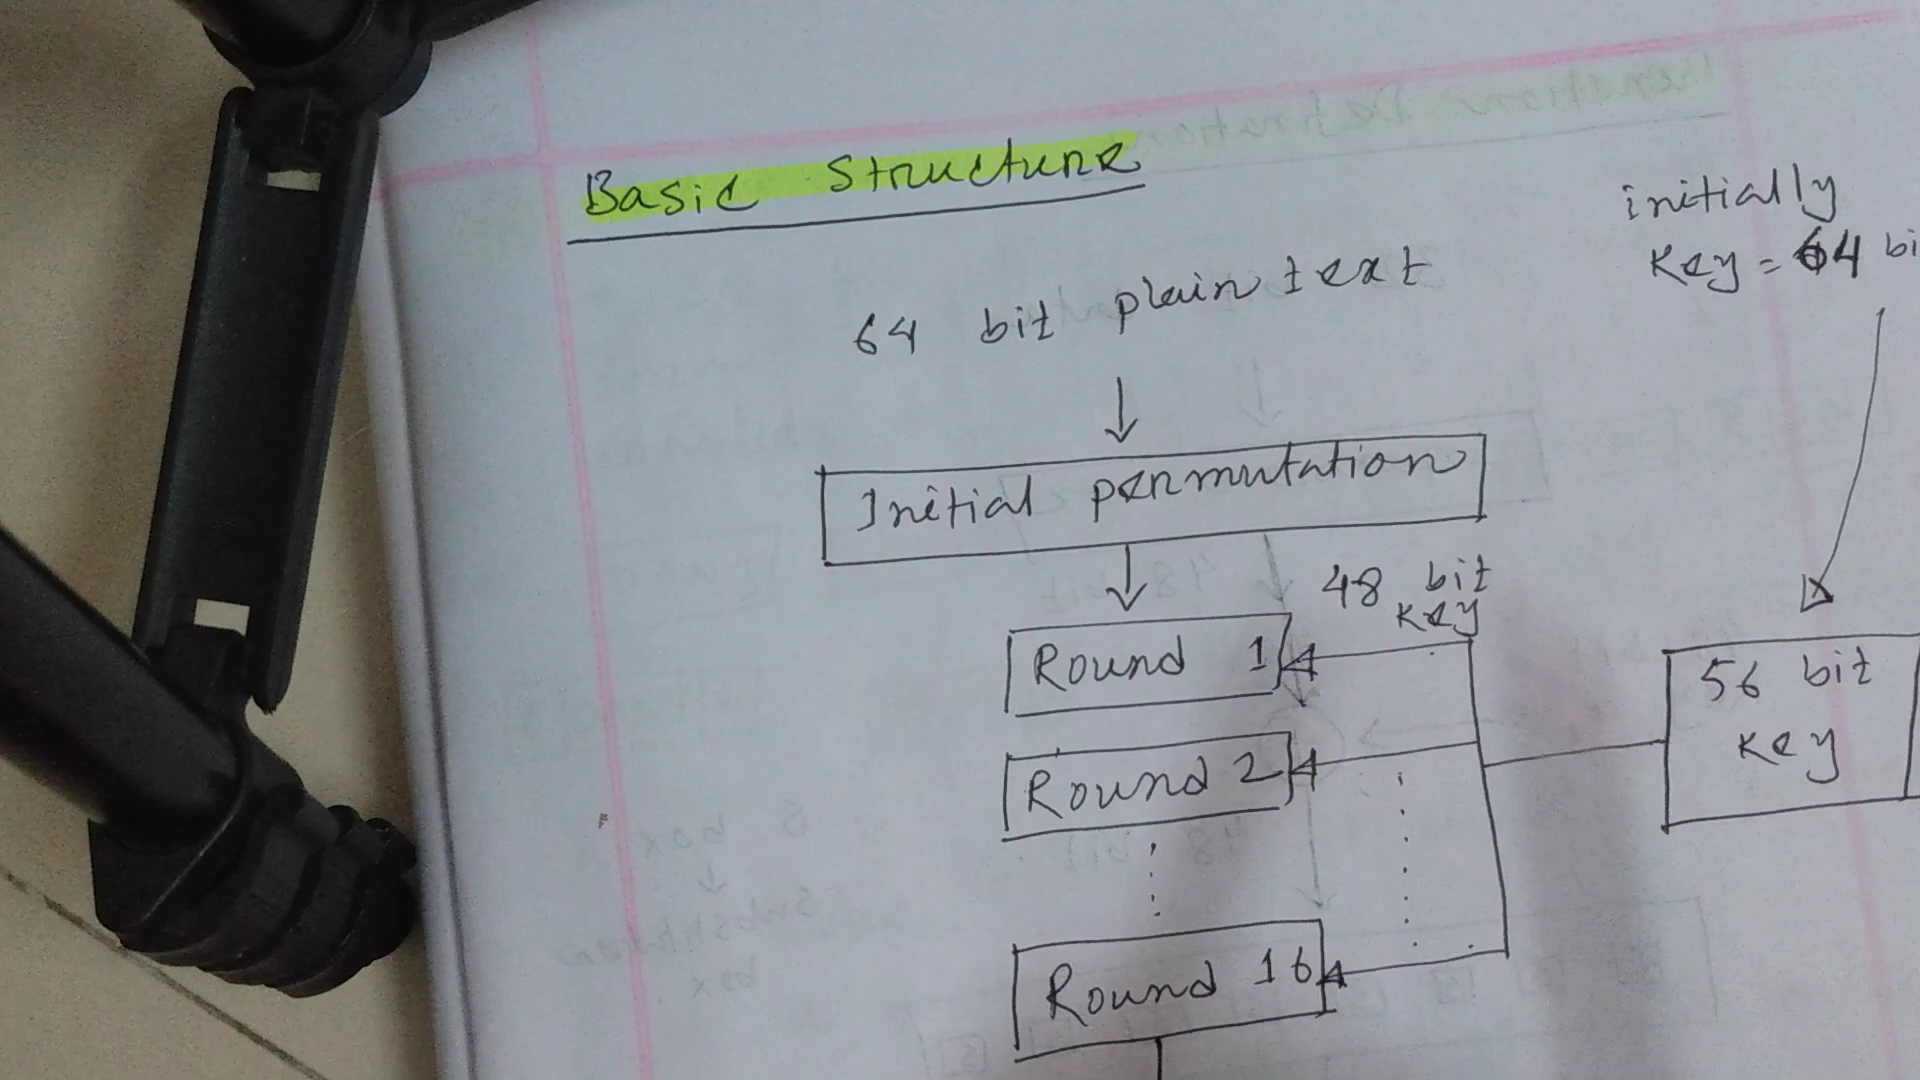 Basic Structure
initially
Key = 64 bi
64 bit plain text
Initial permutation
48 bit
key
Round 1
56 bit
Key
Round 2
Round 16